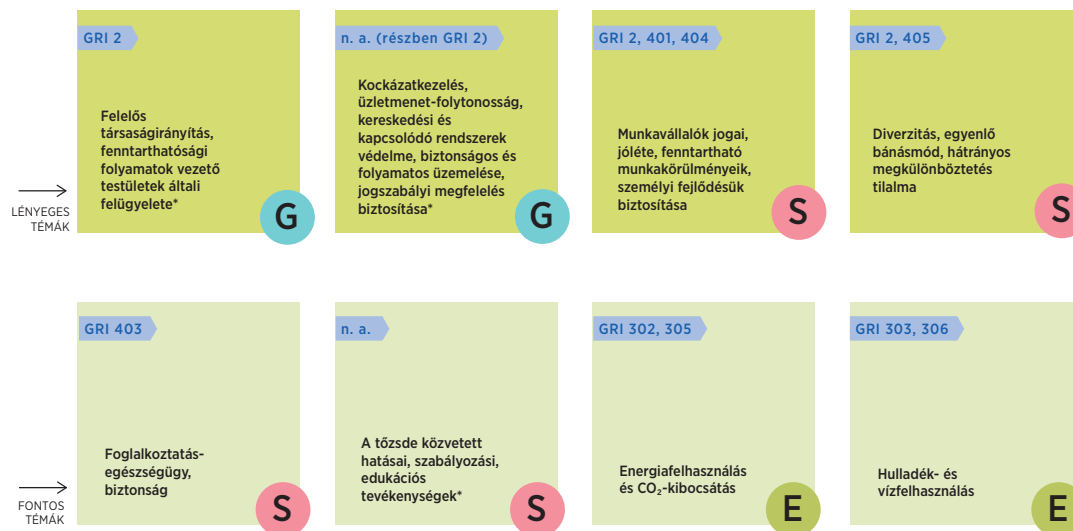 LÉNYEGES
TÉMÁK
GRI 2
Felelős
társaságirányítás,
fenntarthatósági
folyamatok vezető
testületek általi
felügyelete*
G
n. a. (részben GRI 2)
Kockázatkezelés,
üzletmenet-folytonosság,
kereskedési és
kapcsolódó rendszerek
védelme, biztonságos és
folyamatos üzemelése,
jogszabályi megfelelés
biztosítása*
G
GRI 2, 401, 404
Munkavállalók jogai,
jóléte, fenntartható
munkakörülményeik,
személyi fejlődésük
biztosítása
S
GRI 2, 405
Diverzitás, egyenlő
bánásmód, hátrányos
megkülönböztetés
tilalma
S
FONTOS
TÉMÁK
GRI 403
Foglalkoztatás-
egészségügy,
biztonság
S
n. a.
A tőzsde közvetett
hatásai, szabályozási,
edukációs
tevékenységek*
S
GRI 302, 305
Energiafelhasználás
és CO₂-kibocsátás
E
GRI 303, 306
Hulladék- és
vízfelhasználás
E